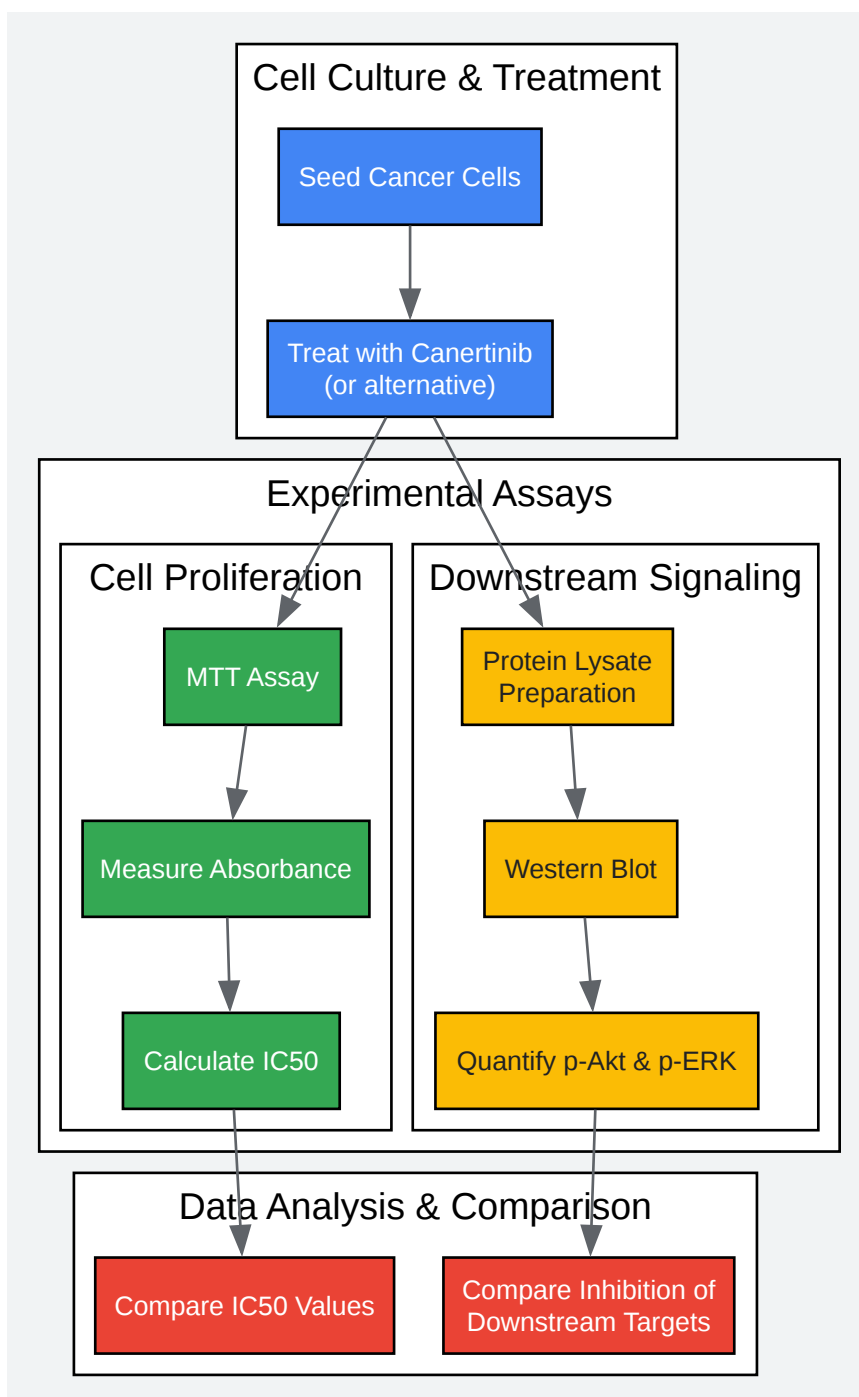 Cell Culture & Treatment
Seed Cancer Cells
Treat with Canertinib
(or alternative)
Experimental Assays
Cell Proliferation
MTT Assay
Measure Absorbance
Calculate IC50
Downstream Signaling
Protein Lysate
Preparation
Western Blot
Quantify p-Akt & p-ERK
Data Analysis & Comparison
Compare IC50 Values
Compare Inhibition of
Downstream Targets